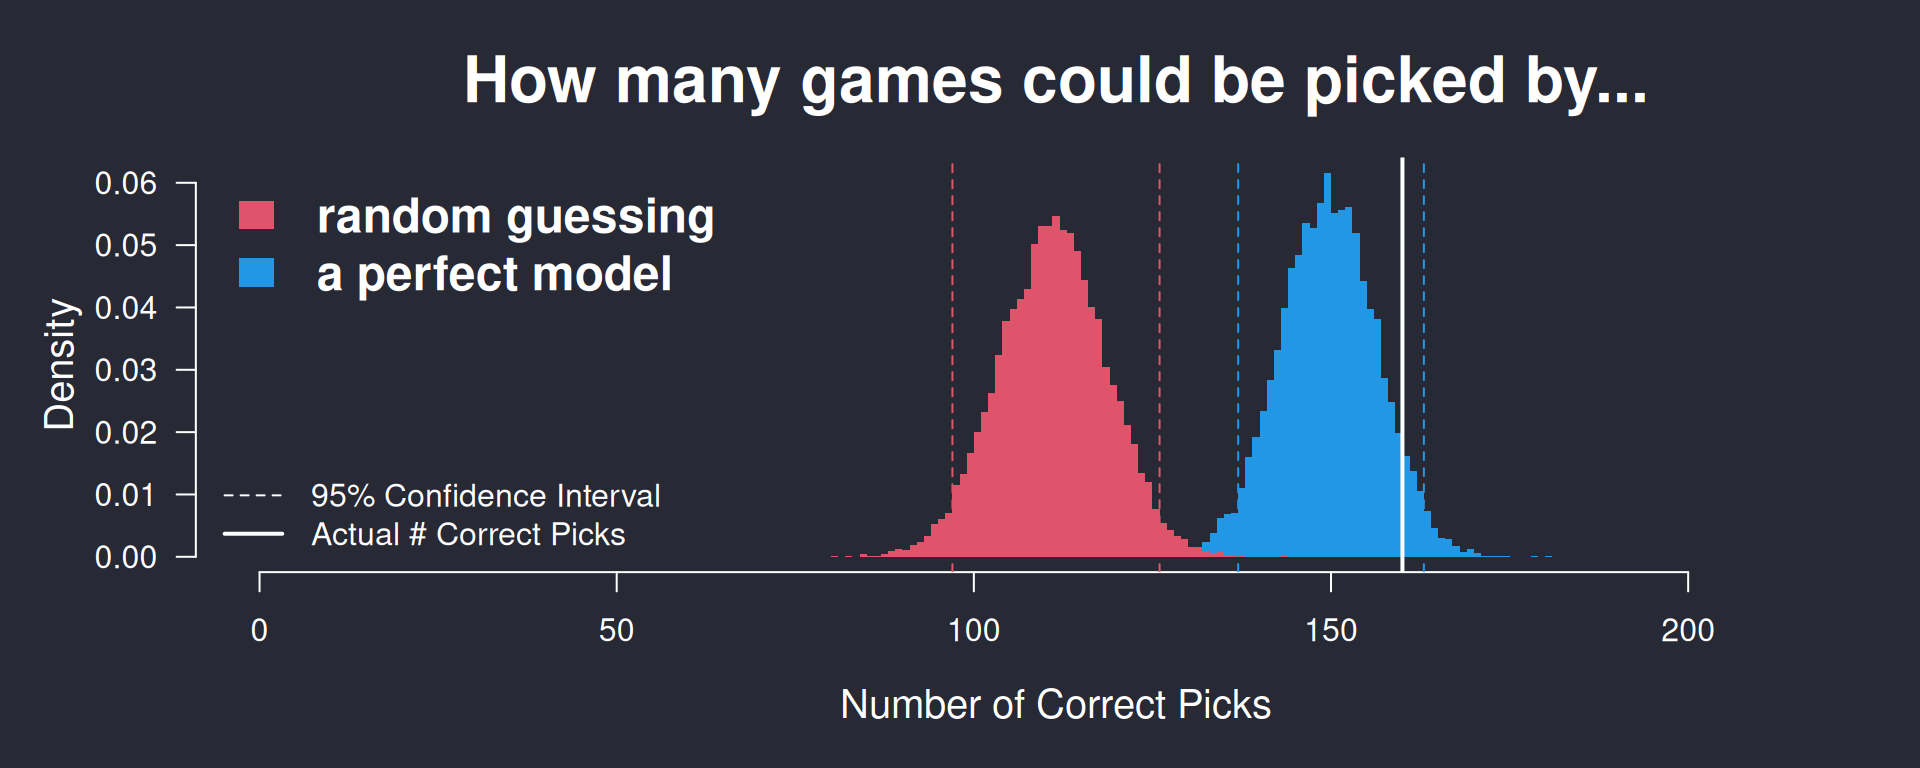 How many games could be picked by...
random guessing
a perfect model
95% Confidence Interval
Actual # Correct Picks
Density
0.06
0.05
0.04
0.03
0.02
0.01
0.00
0 50 100 150 200
Number of Correct Picks